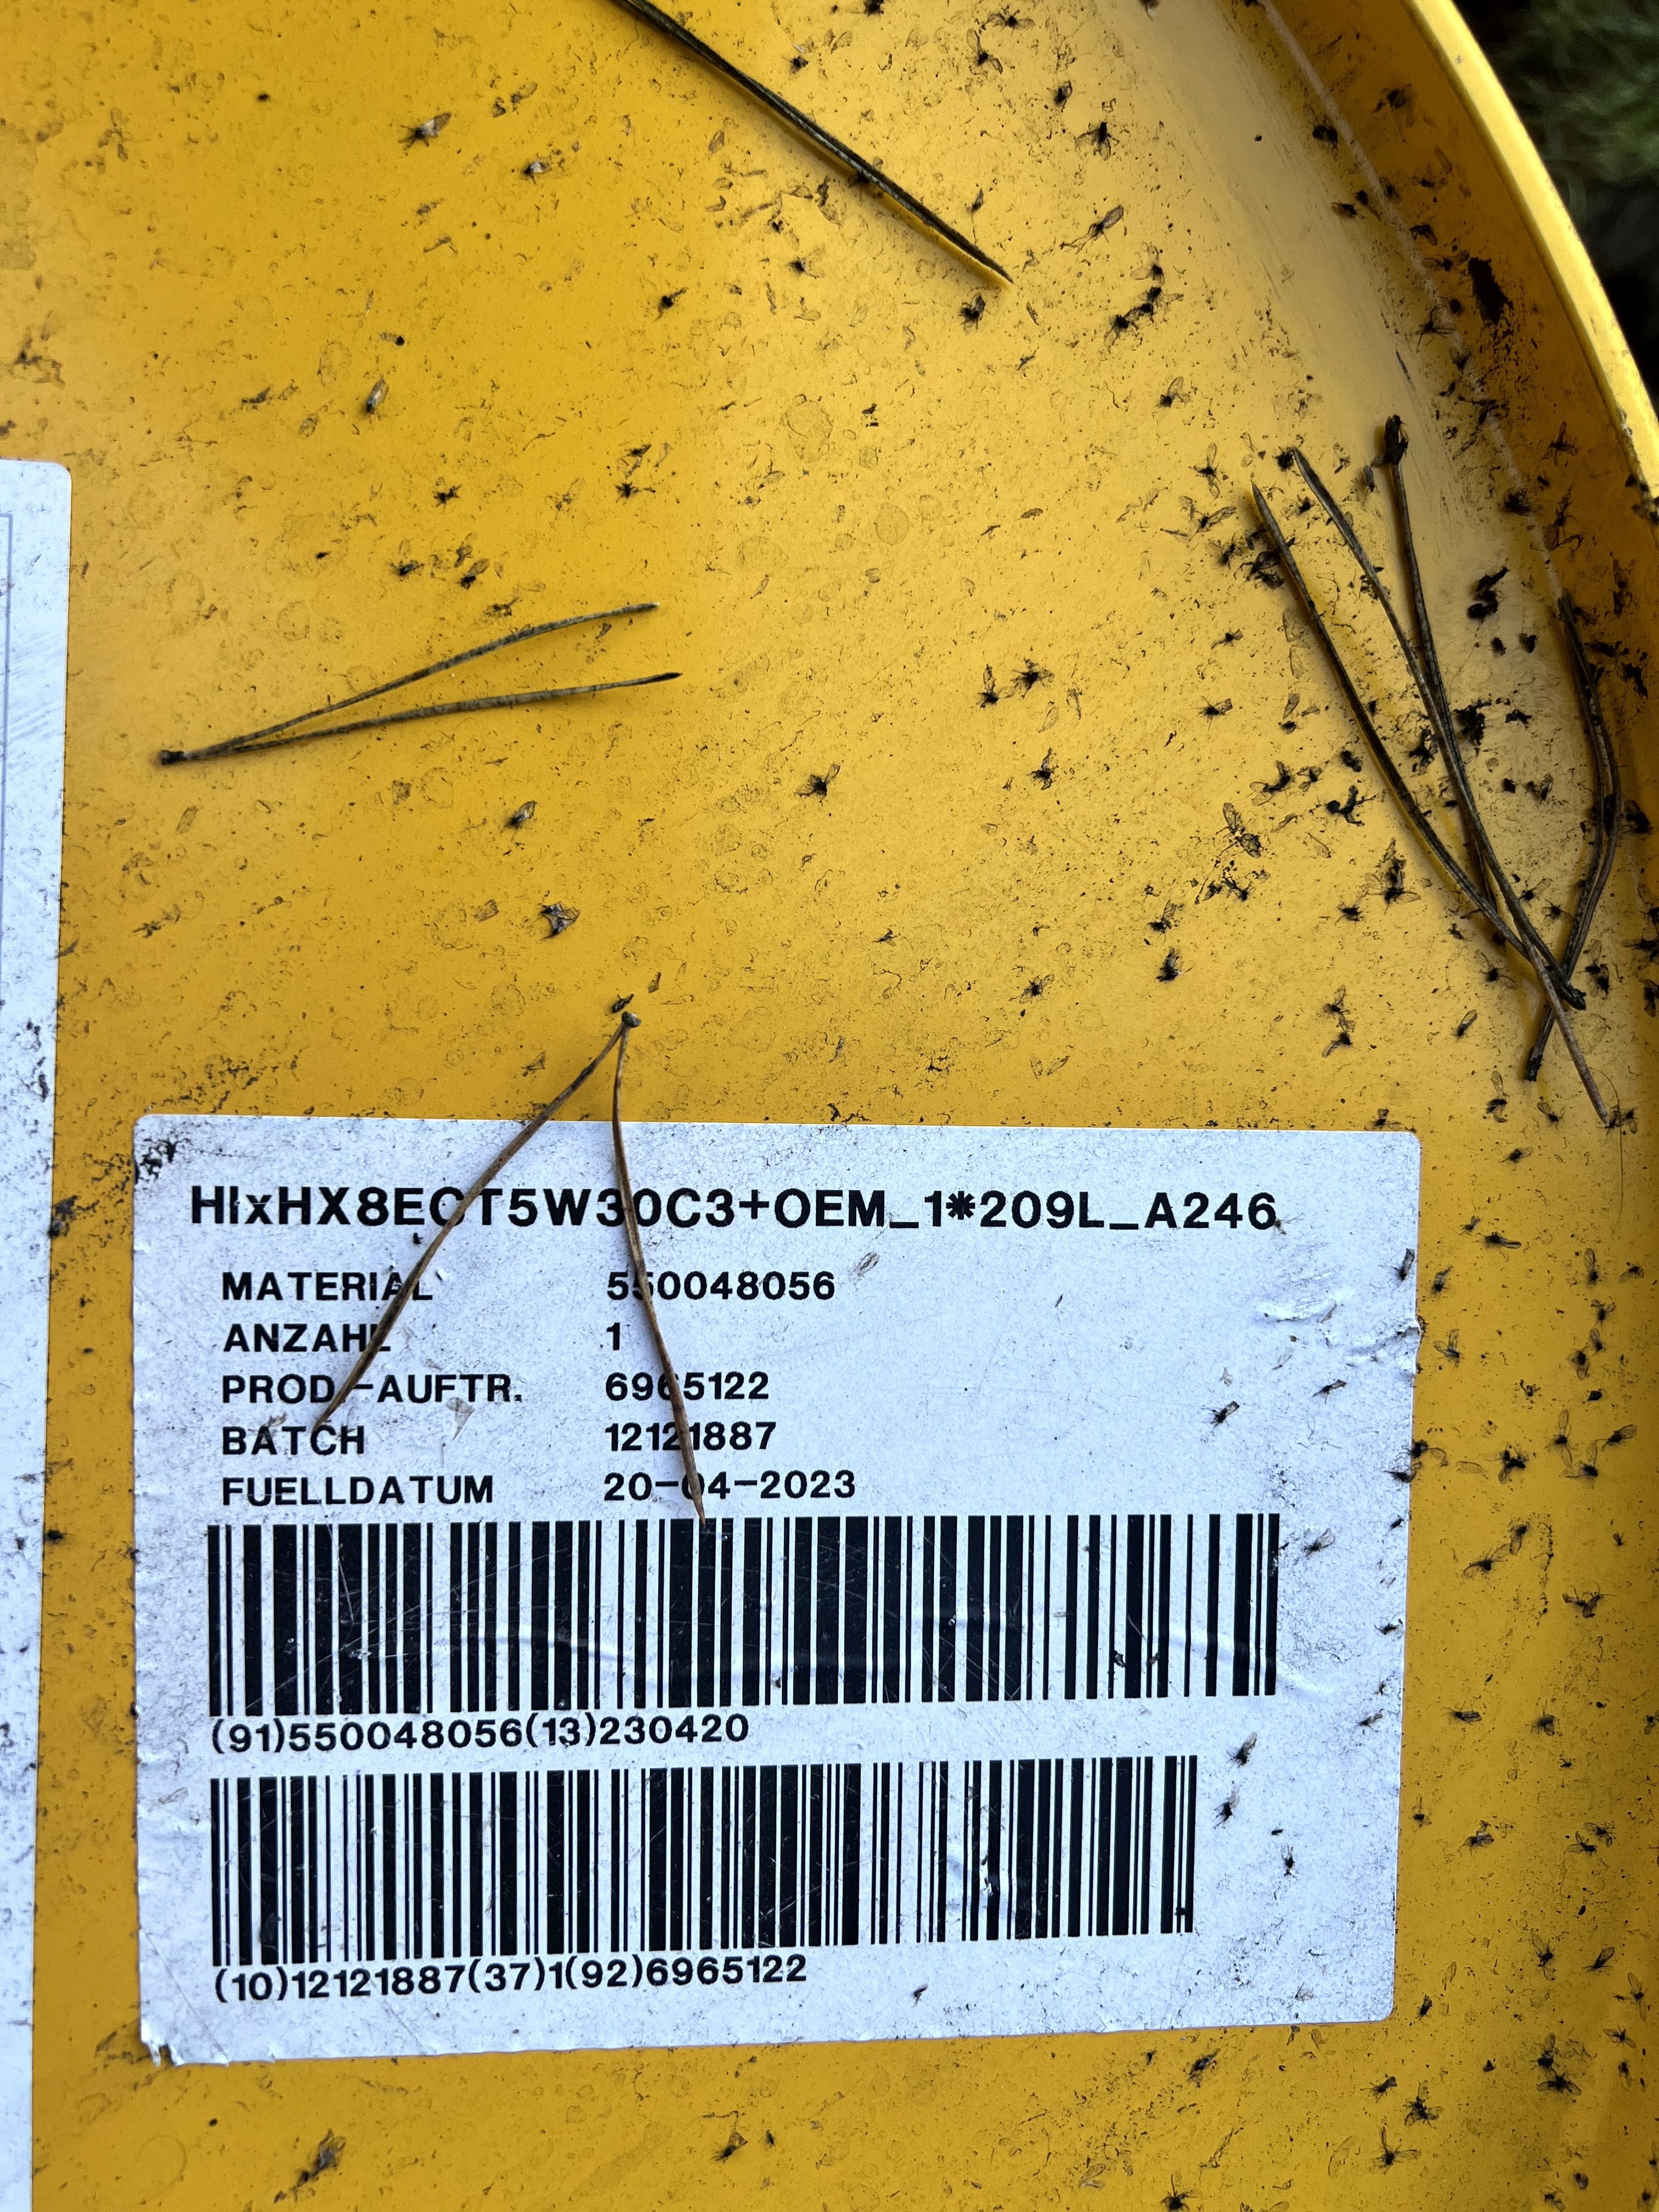 HlxHX8ECT5W30C3+OEM_1*209L_A246
MATERIAL 550048056
ANZAHL 1
PROD.-AUFTR. 6965122
BATCH 12121887
FUELLDATUM 20-04-2023
(91)550048056(13)230420
(10)12121887(37)1(92)6965122